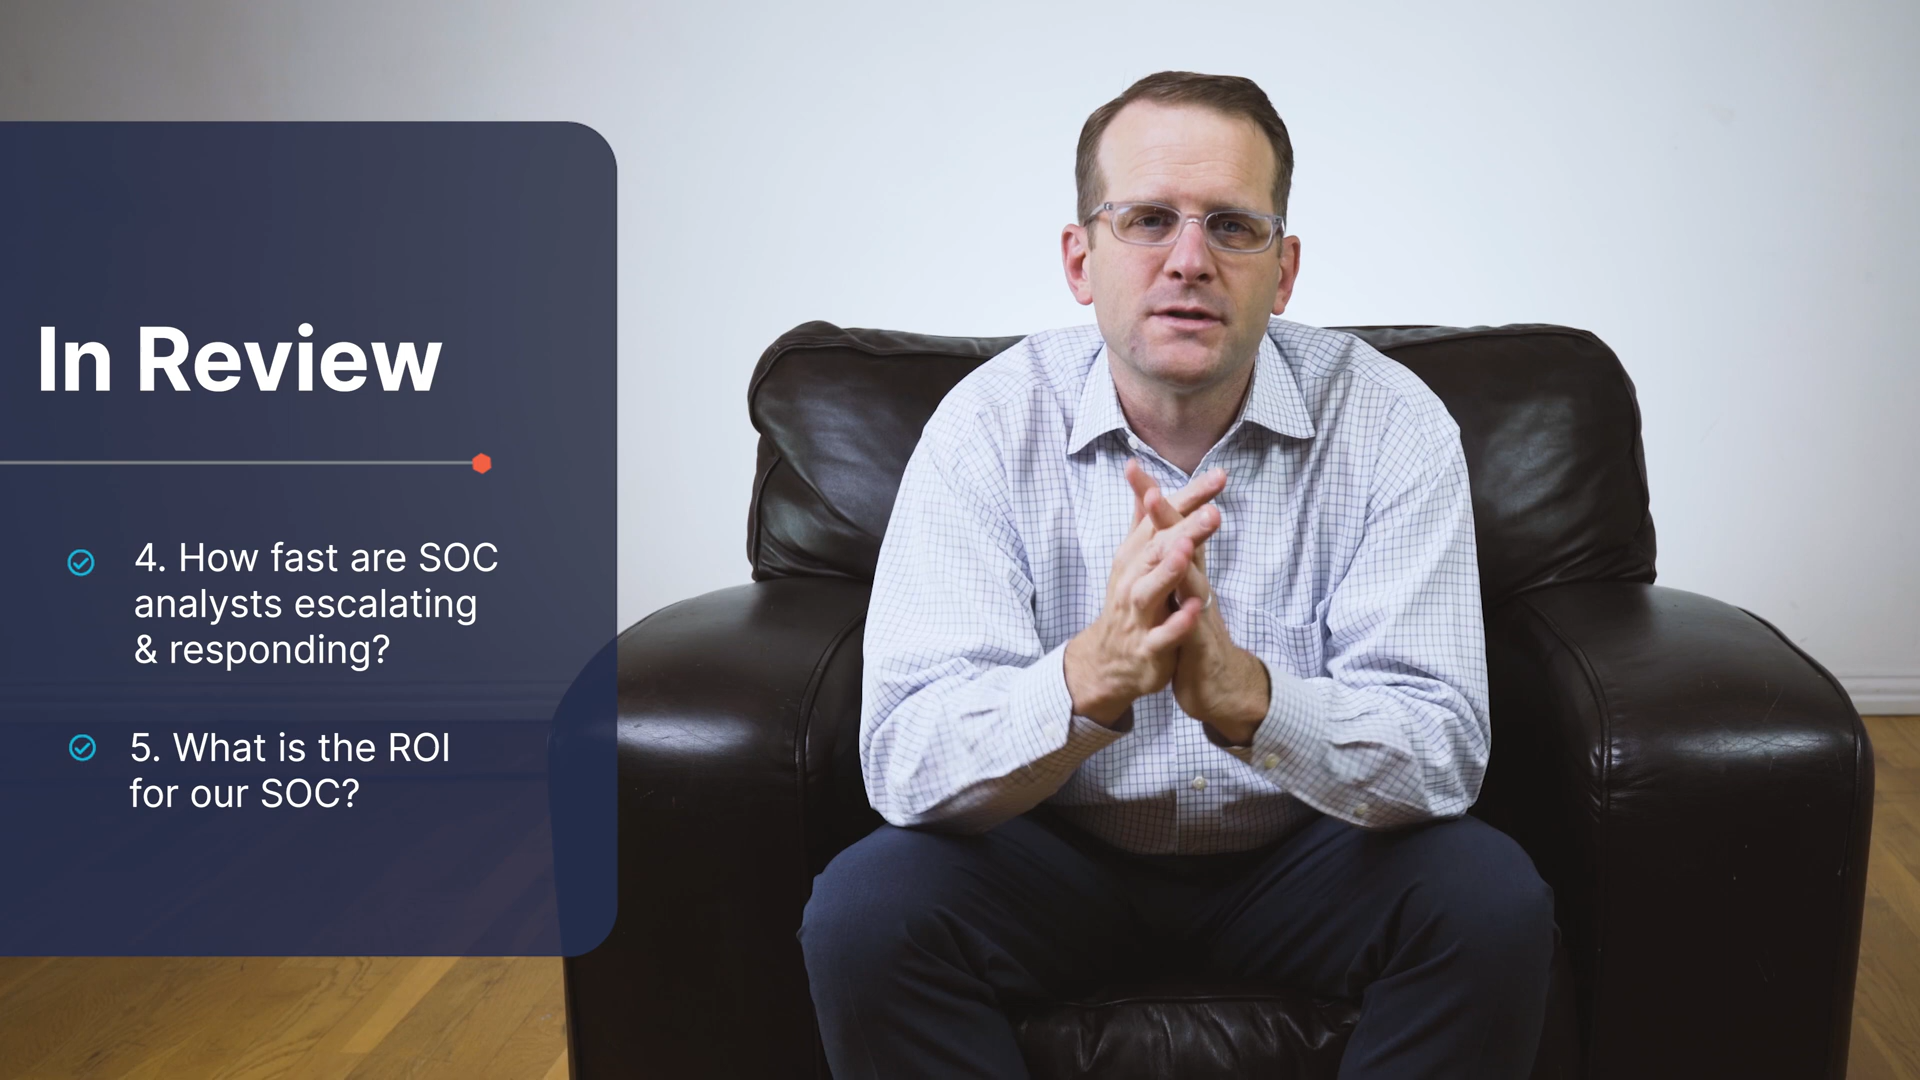 In Review
4. How fast are SOC
analysts escalating
& responding?
5. What is the ROI
for our SOC?